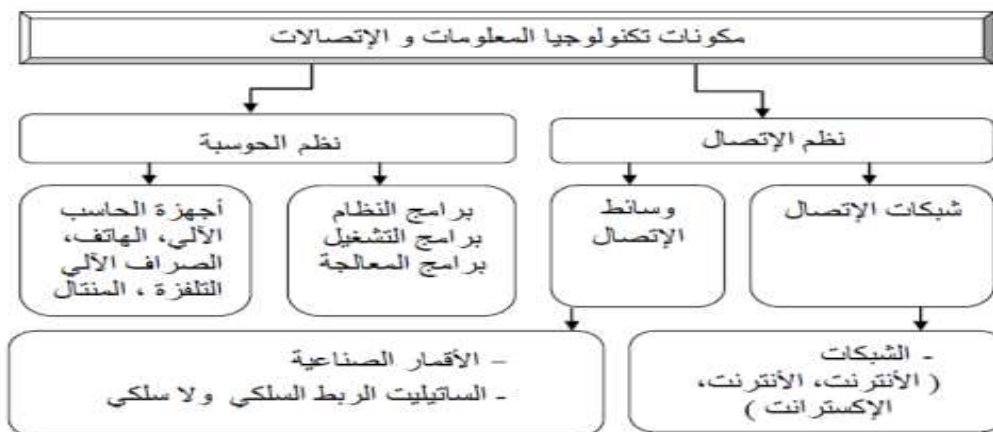 مكونات تكنولوجيا المعلومات و الإتصالات
نظم الإتصال
نظم الحوسبة
شبكات الإتصال
وسائط
الإتصال
برامج النظام
برامج التشغيل
برامج المعالجة
أجهزة الحاسب
الآلي، الهاتف،
الصراف الآلي
التلفزة ، المنتال
- الشبكات
( الأنترنت، الأنترنت،
الإكسترانت )
– الأقمار الصناعية
- الساتيليت الربط السلكي ولا سلكي